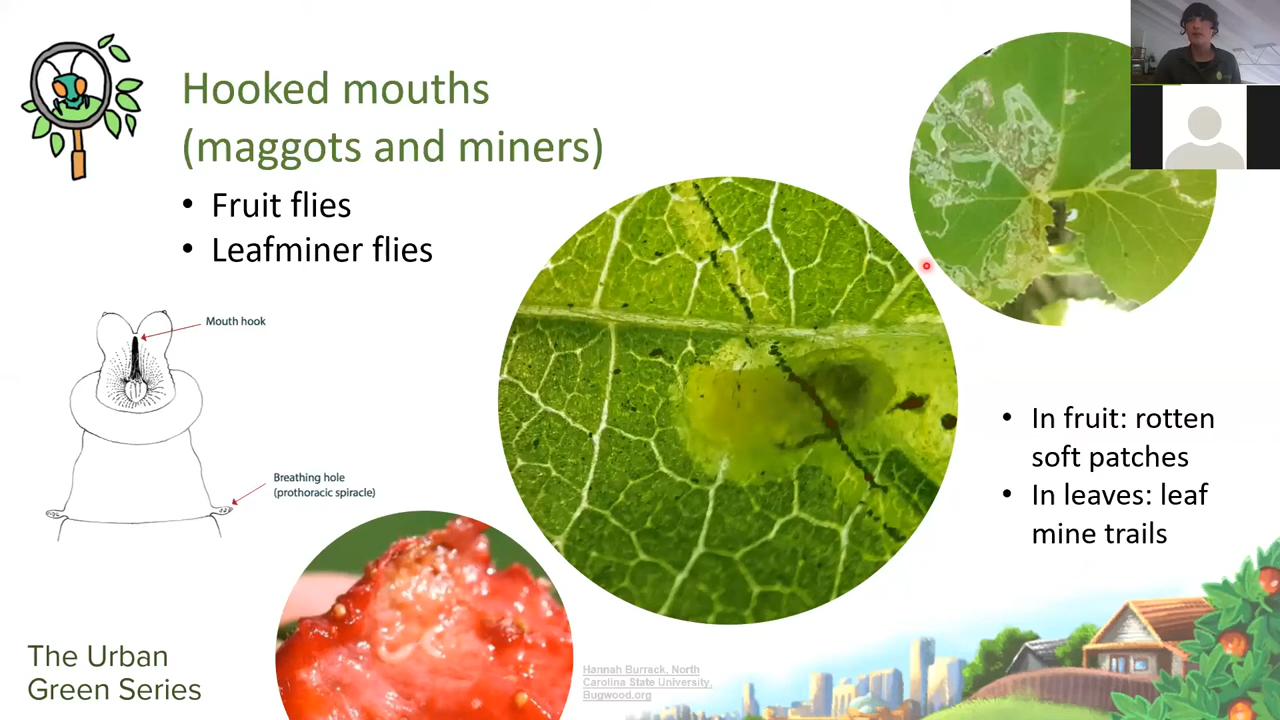 Hooked mouths
(maggots and miners)
• Fruit flies
• Leafminer flies
Mouth hook
Breathing hole
(prothoracic spiracle)
• In fruit: rotten
soft patches
• In leaves: leaf
mine trails
The Urban
Green Series
Hannah Burrack, North
Carolina State University,
Bugwood.org